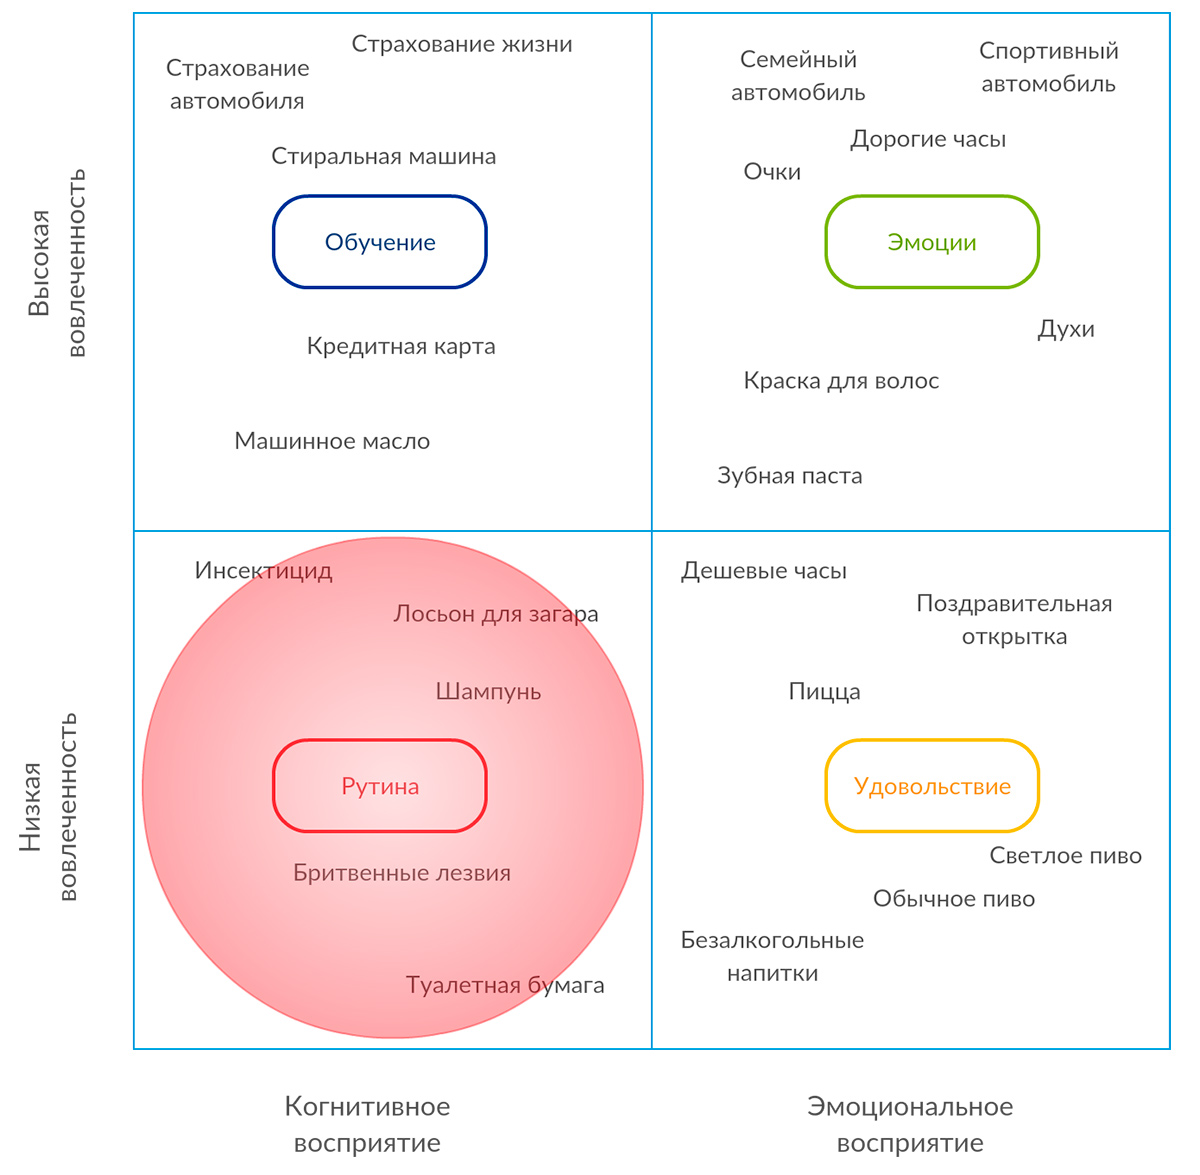 Высокая
вовлеченность
Страхование жизни
Страхование
автомобиля
Стиральная машина
Обучение
Кредитная карта
Машинное масло
Семейный
автомобиль
Спортивный
автомобиль
Дорогие часы
Очки
Эмоции
Духи
Краска для волос
Зубная паста
Низкая
вовлеченность
Инсектицид
Лосьон для загара
Шампунь
Рутина
Бритвенные лезвия
Туалетная бумага
Дешевые часы
Поздравительная
открытка
Пицца
Удовольствие
Светлое пиво
Обычное пиво
Безалкогольные
напитки
Когнитивное
восприятие
Эмоциональное
восприятие